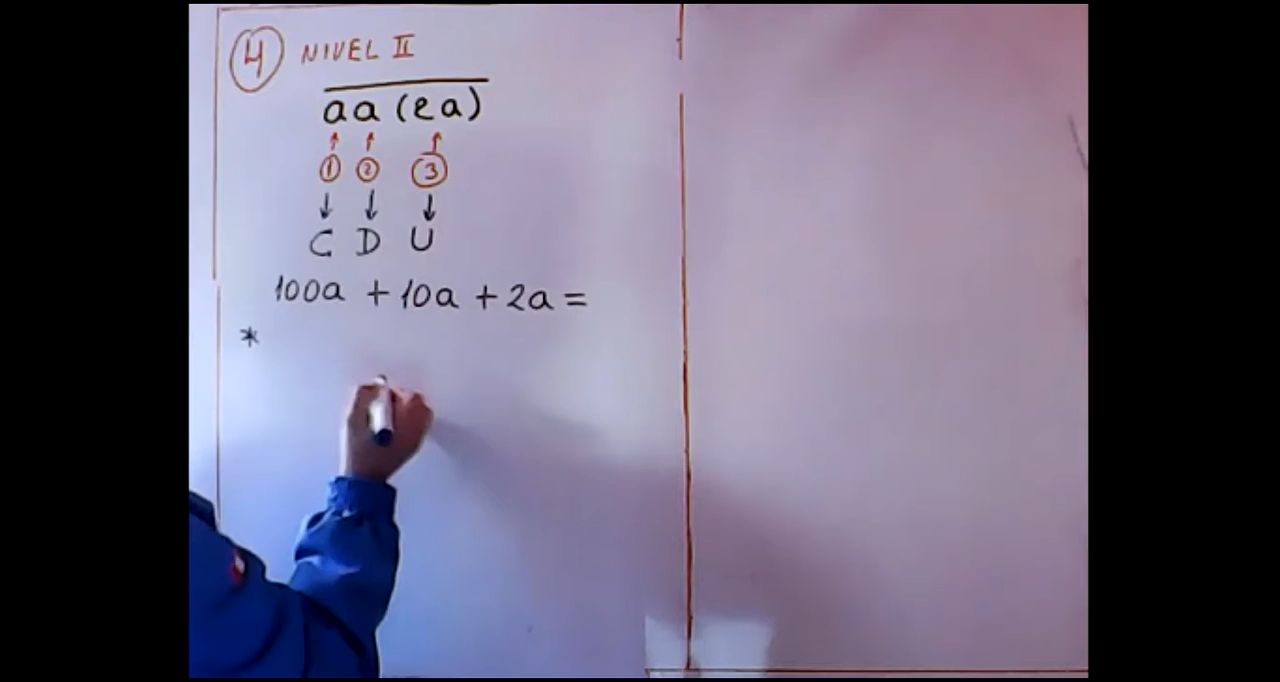 4 NIVEL II
aa(2a)
↑ ↑ ↑
1 2 3
↓ ↓ ↓
C D U
100a + 10a + 2a =
*